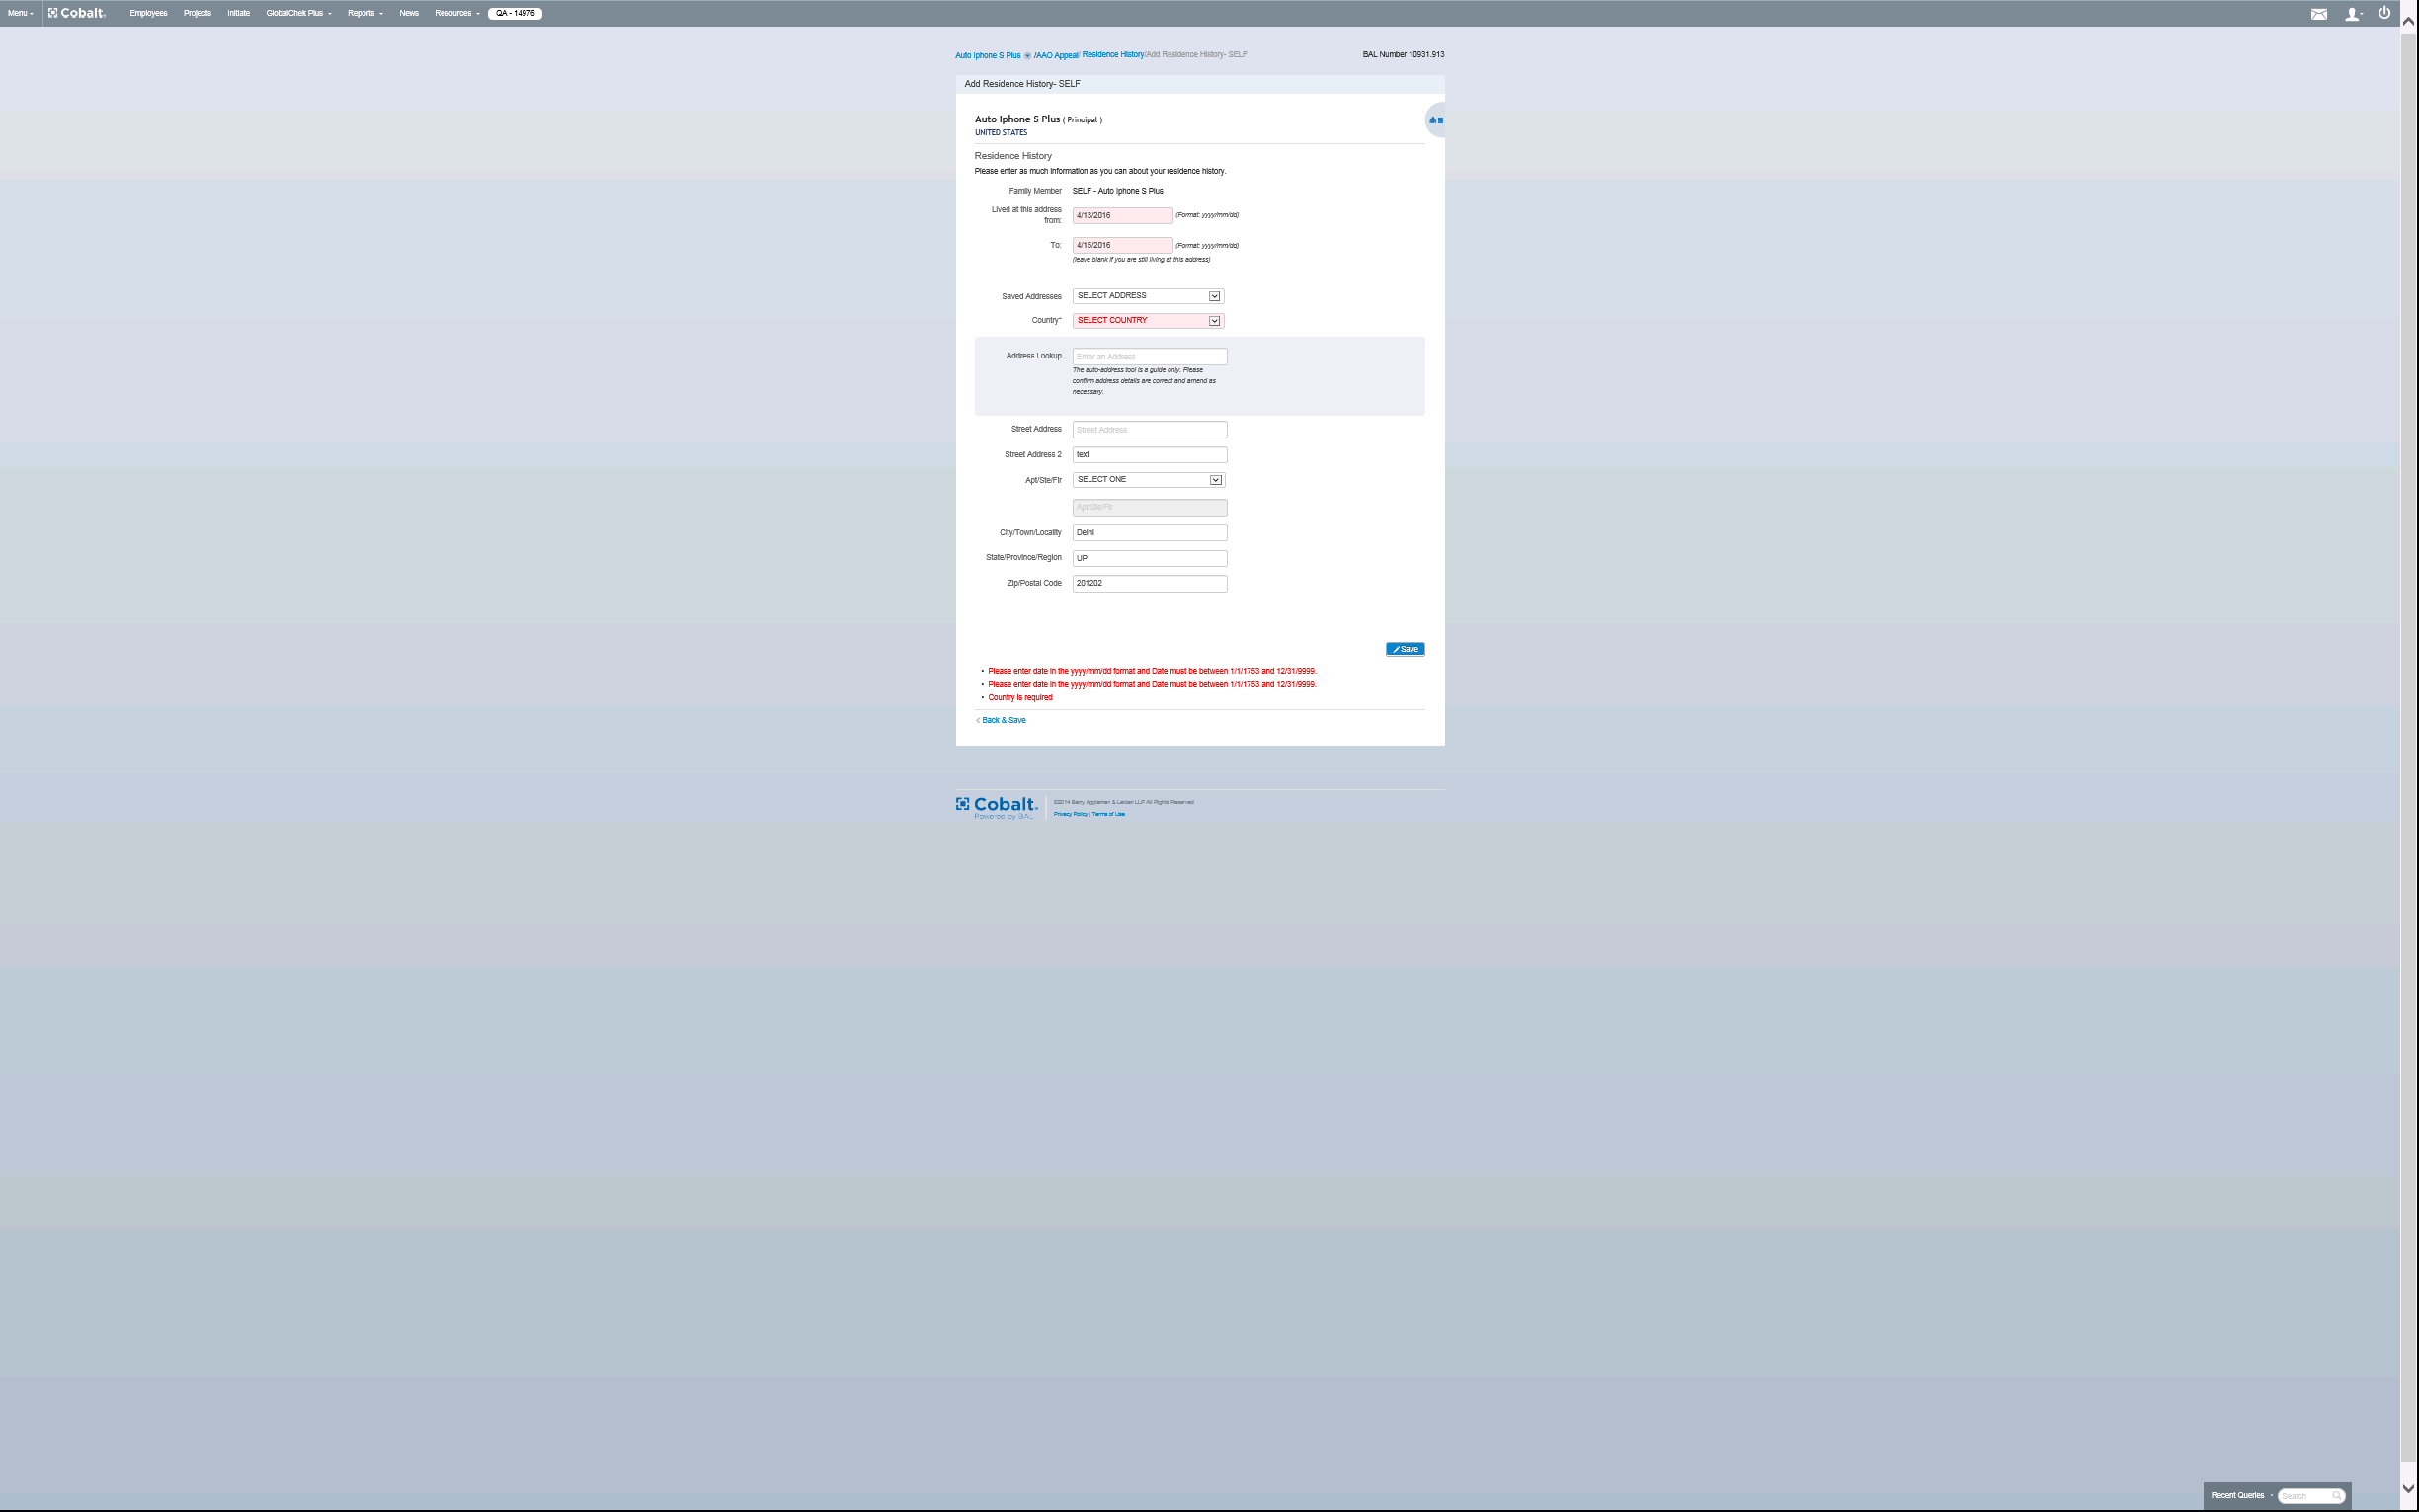 Menu
Cobalt.
Employees
Projects
Initiate
GlobalChek Plus
Reports
News
Resources
QA - 14976
Auto Iphone S Plus /AAO Appeal/ Residence History/Add Residence History- SELF
BAL Number 10931.913
Add Residence History- SELF
Auto Iphone S Plus ( Principal )
UNITED STATES
Residence History
Please enter as much information as you can about your residence history.
Family Member SELF - Auto Iphone S Plus
Lived at this address
from: 4/13/2016 (Format: yyyy/mm/dd)
To: 4/15/2016 (Format: yyyy/mm/dd)
(leave blank if you are still living at this address)
Saved Addresses SELECT ADDRESS
Country* SELECT COUNTRY
Address Lookup Enter an Address
The auto-address tool is a guide only. Please
confirm address details are correct and amend as
necessary.
Street Address Street Address
Street Address 2 text
Apt/Ste/Flr SELECT ONE
Apt/Ste/Flr
City/Town/Locality Delhi
State/Province/Region UP
Zip/Postal Code 201202
Save
• Please enter date in the yyyy/mm/dd format and Date must be between 1/1/1753 and 12/31/9999.
• Please enter date in the yyyy/mm/dd format and Date must be between 1/1/1753 and 12/31/9999.
• Country is required
< Back & Save
Cobalt.
Powered by BAL
©2014 Berry Appleman & Leiden LLP All Rights Reserved
Privacy Policy | Terms of Use
Recent Queries
Search